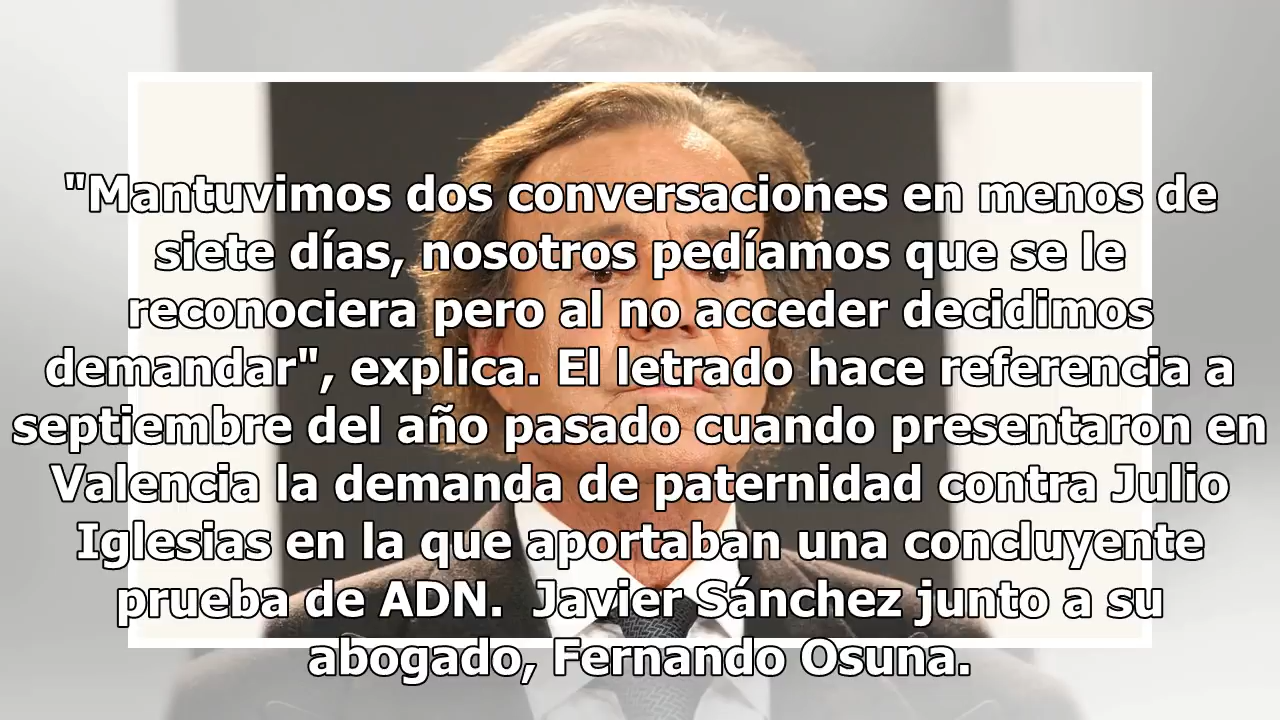 "Mantuvimos dos conversaciones en menos de
siete días, nosotros pedíamos que se le
reconociera pero al no acceder decidimos
demandar", explica. El letrado hace referencia a
septiembre del año pasado cuando presentaron en
Valencia la demanda de paternidad contra Julio
Iglesias en la que aportaban una concluyente
prueba de ADN.  Javier Sánchez junto a su
abogado, Fernando Osuna.